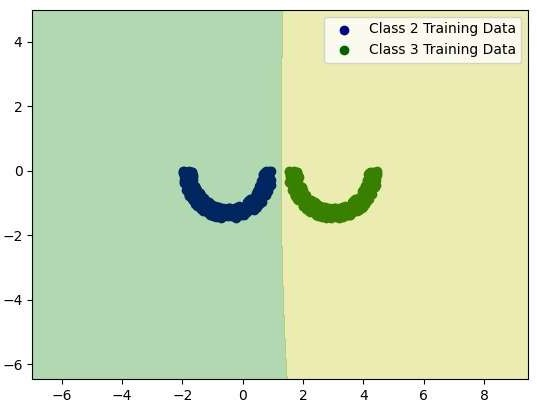 Class 2 Training Data
Class 3 Training Data
4
2
0
−2
−4
−6
−6 −4 −2 0 2 4 6 8